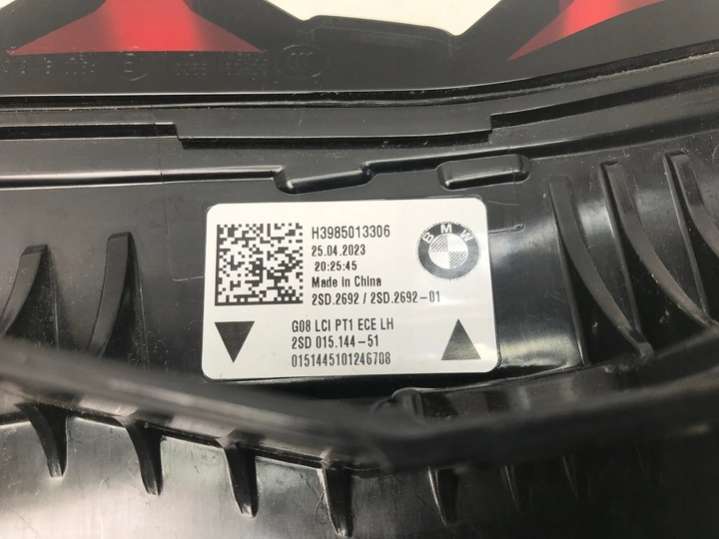 H3985013306
25.04.2023
20:25:45
Made in China
2SD.2692 / 2SD.2692-01
BMW
G08 LCI PT1 ECE LH
2SD 015.144-51
0151445101246708